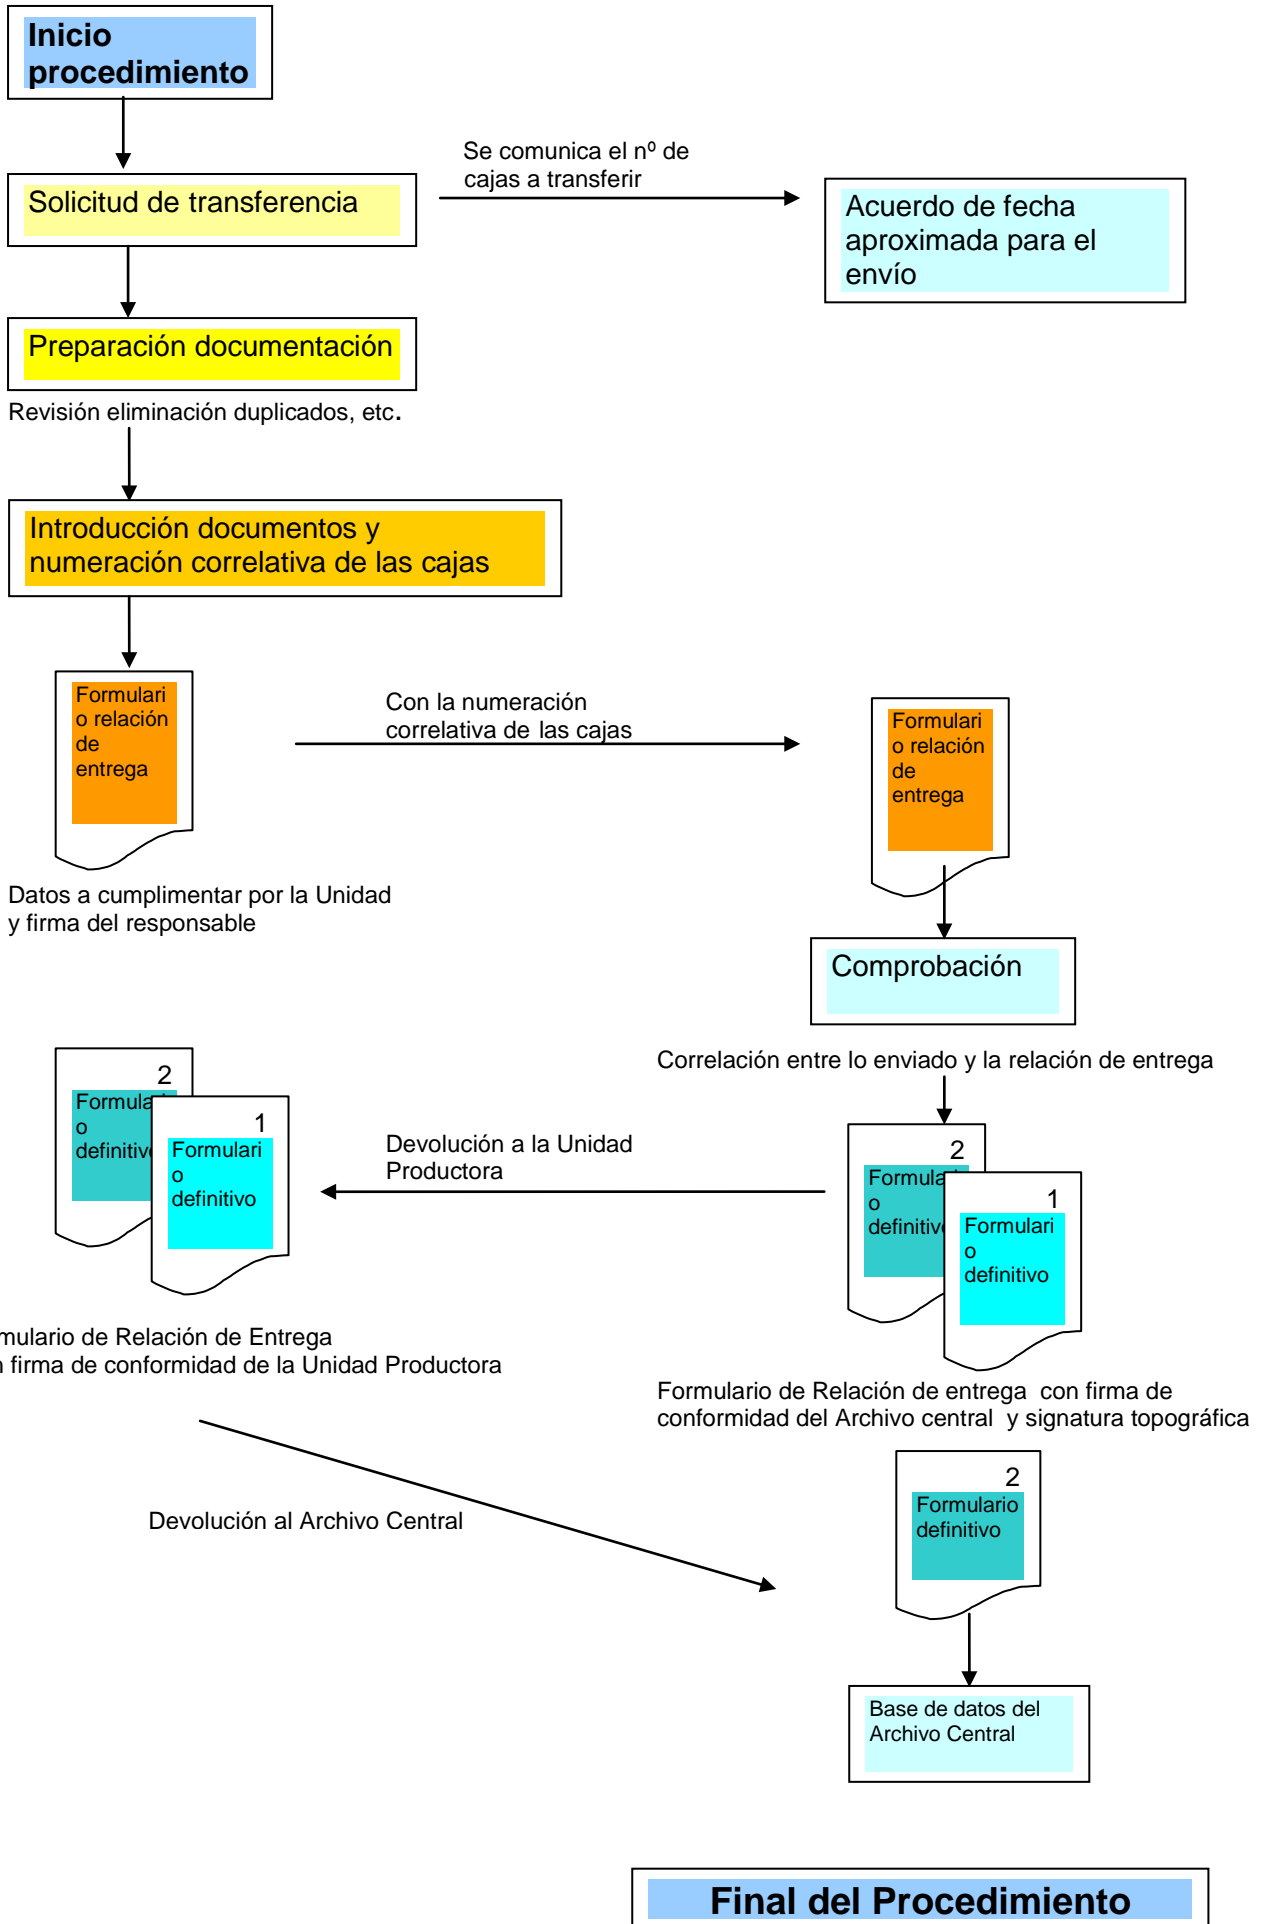 Inicio
procedimiento
Se comunica el nº de
cajas a transferir
Solicitud de transferencia
Acuerdo de fecha
aproximada para el
envío
Preparación documentación
Revisión eliminación duplicados, etc.
Introducción documentos y
numeración correlativa de las cajas
Formulari
o relación
de
entrega
Con la numeración
correlativa de las cajas
Formulari
o relación
de
entrega
Datos a cumplimentar por la Unidad
y firma del responsable
Comprobación
Correlación entre lo enviado y la relación de entrega
2
Formula
o
definitiv
1
Formulari
o
definitivo
Devolución a la Unidad
Productora
2
Formula
o
definitiv
1
Formulari
o
definitivo
mulario de Relación de Entrega
n firma de conformidad de la Unidad Productora
Formulario de Relación de entrega con firma de
conformidad del Archivo central y signatura topográfica
Devolución al Archivo Central
2
Formulario
definitivo
Base de datos del
Archivo Central
Final del Procedimiento